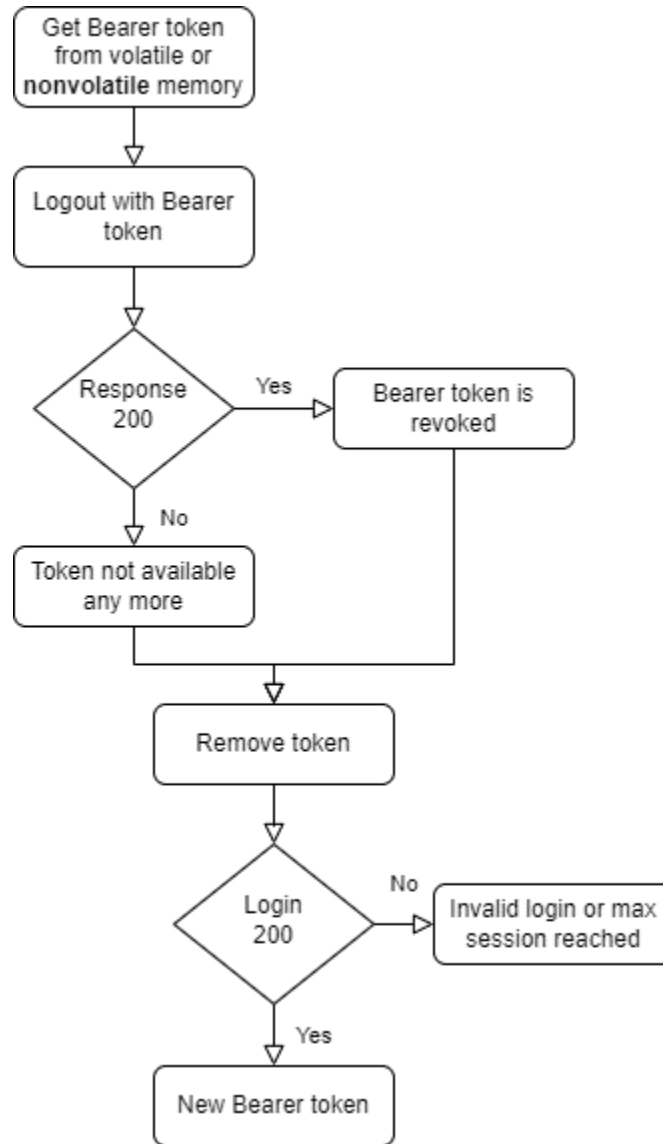 Get Bearer token
from volatile or
nonvolatile memory
Logout with Bearer
token
Response
200
Yes
Bearer token is
revoked
No
Token not available
any more
Remove token
Login
200
No
Invalid login or max
session reached
Yes
New Bearer token